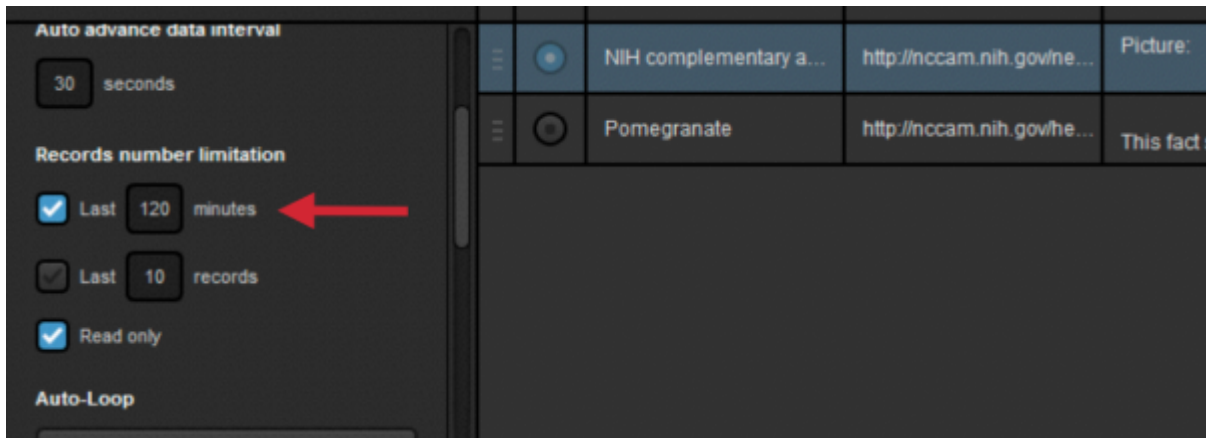 Auto advance data interval
30 seconds
Records number limitation
Last 120 minutes
Last 10 records
Read only
Auto-Loop
NIH complementary a... http://nccam.nih.gov/ne... Picture:
Pomegranate http://nccam.nih.gov/he... This fact